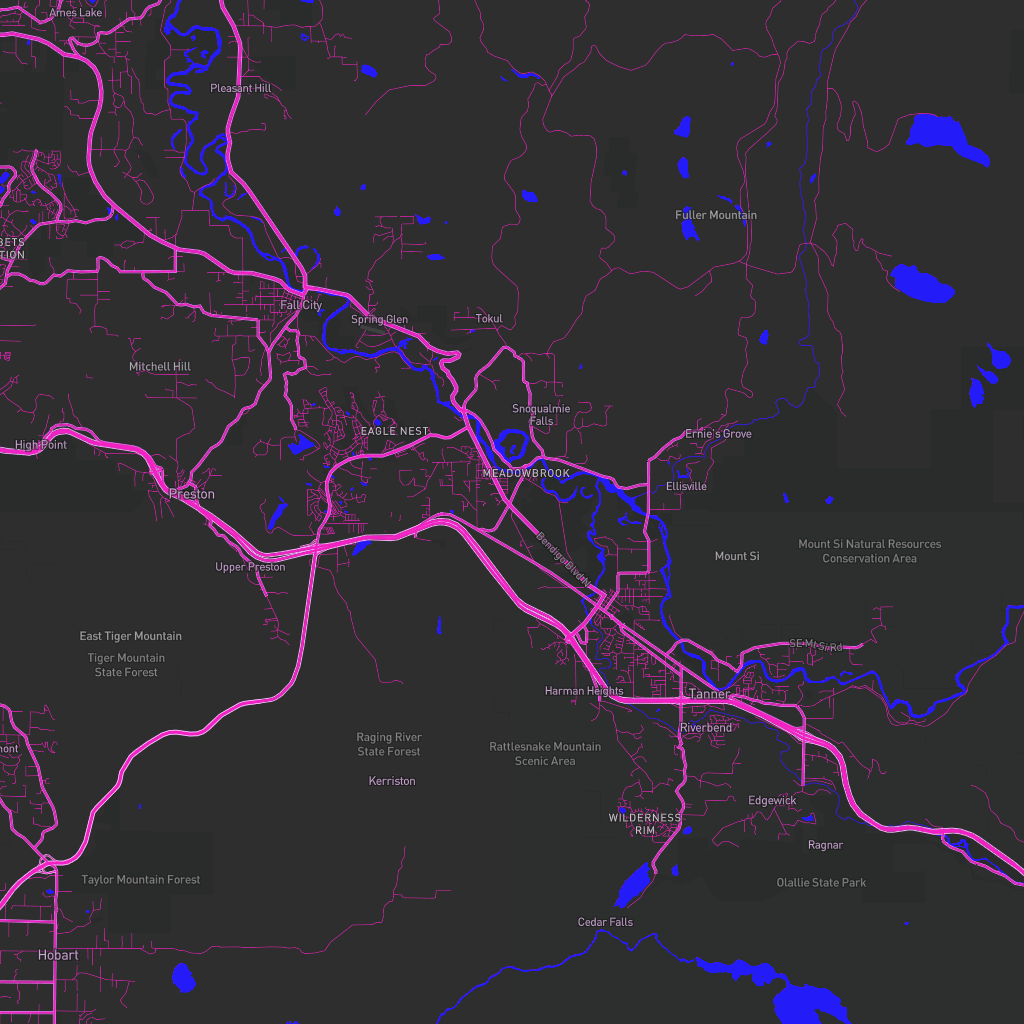 Ames Lake
Pleasant Hill
Fuller Mountain
BETS
TION
Fall City
Spring Glen
Tokul
Mitchell Hill
Snoqualmie
Falls
EAGLE NEST
Ernie's Grove
High Point
MEADOWBROOK
Ellisville
Preston
Bendigo Blvd N
Mount Si
Mount Si Natural Resources
Conservation Area
Upper Preston
East Tiger Mountain
SE Mt Si Rd
Tiger Mountain
State Forest
Harman Heights
Tanner
Riverbend
mont
Raging River
State Forest
Rattlesnake Mountain
Scenic Area
Kerriston
Edgewick
WILDERNESS
RIM
Ragnar
Taylor Mountain Forest
Olallie State Park
Cedar Falls
Hobart